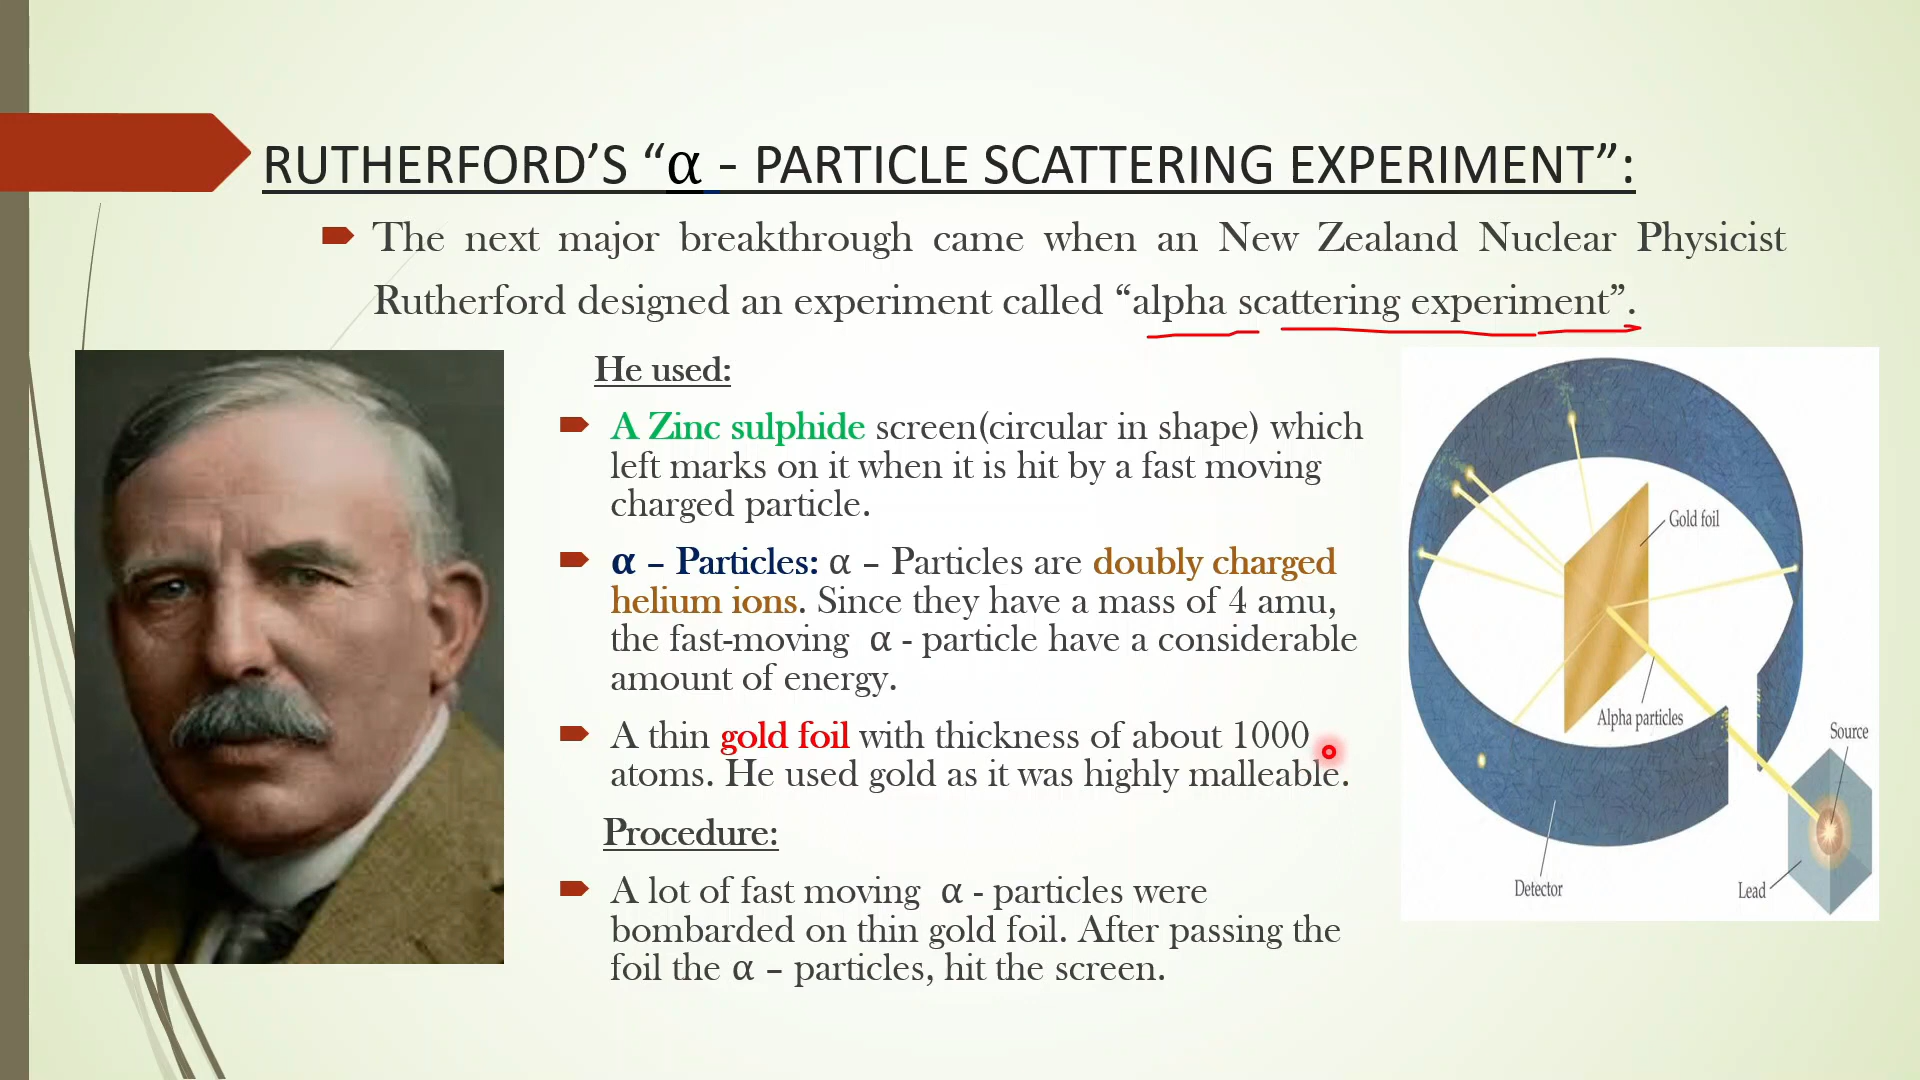 RUTHERFORD’S “α - PARTICLE SCATTERING EXPERIMENT”:
The next major breakthrough came when an New Zealand Nuclear Physicist
Rutherford designed an experiment called “alpha scattering experiment”.
He used:
A Zinc sulphide screen(circular in shape) which
left marks on it when it is hit by a fast moving
charged particle.
α – Particles: α – Particles are doubly charged
helium ions. Since they have a mass of 4 amu,
the fast-moving α - particle have a considerable
amount of energy.
A thin gold foil with thickness of about 1000
atoms. He used gold as it was highly malleable.
Procedure:
A lot of fast moving α - particles were
bombarded on thin gold foil. After passing the
foil the α – particles, hit the screen.
Gold foil
Alpha particles
Source
Detector
Lead